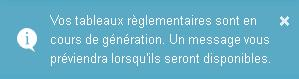 Vos tableaux règlementaires sont en
cours de génération. Un message vous
préviendra lorsqu'ils seront disponibles.